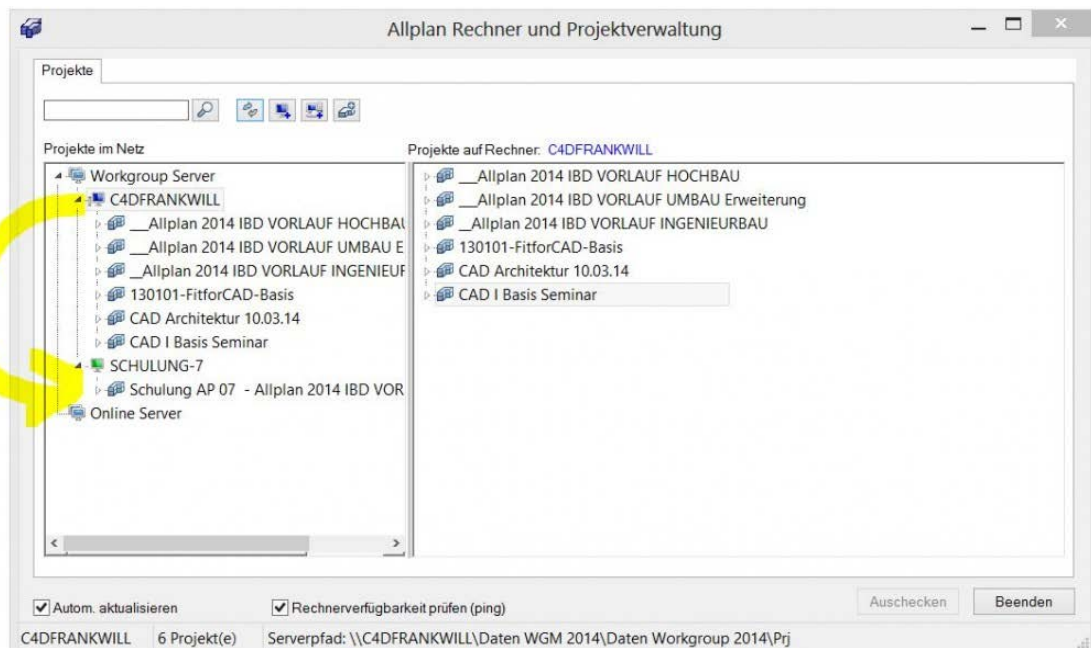 Allplan Rechner und Projektverwaltung
Projekte
Projekte im Netz
Projekte auf Rechner: C4DFRANKWILL
Workgroup Server
C4DFRANKWILL
__Allplan 2014 IBD VORLAUF HOCHBAU
__Allplan 2014 IBD VORLAUF UMBAU E
_Allplan 2014 IBD VORLAUF INGENIEUF
130101-FitforCAD-Basis
CAD Architektur 10.03.14
CAD I Basis Seminar
SCHULUNG-7
Schulung AP 07 - Allplan 2014 IBD VOR
Online Server
__Allplan 2014 IBD VORLAUF HOCHBAU
__Allplan 2014 IBD VORLAUF UMBAU Erweiterung
_Allplan 2014 IBD VORLAUF INGENIEURBAU
130101-FitforCAD-Basis
CAD Architektur 10.03.14
CAD I Basis Seminar
Autom. aktualisieren
Rechnerverfügbarkeit prüfen (ping)
Auschecken
Beenden
C4DFRANKWILL 6 Projekt(e) Serverpfad: \\C4DFRANKWILL\Daten WGM 2014\Daten Workgroup 2014\Prj